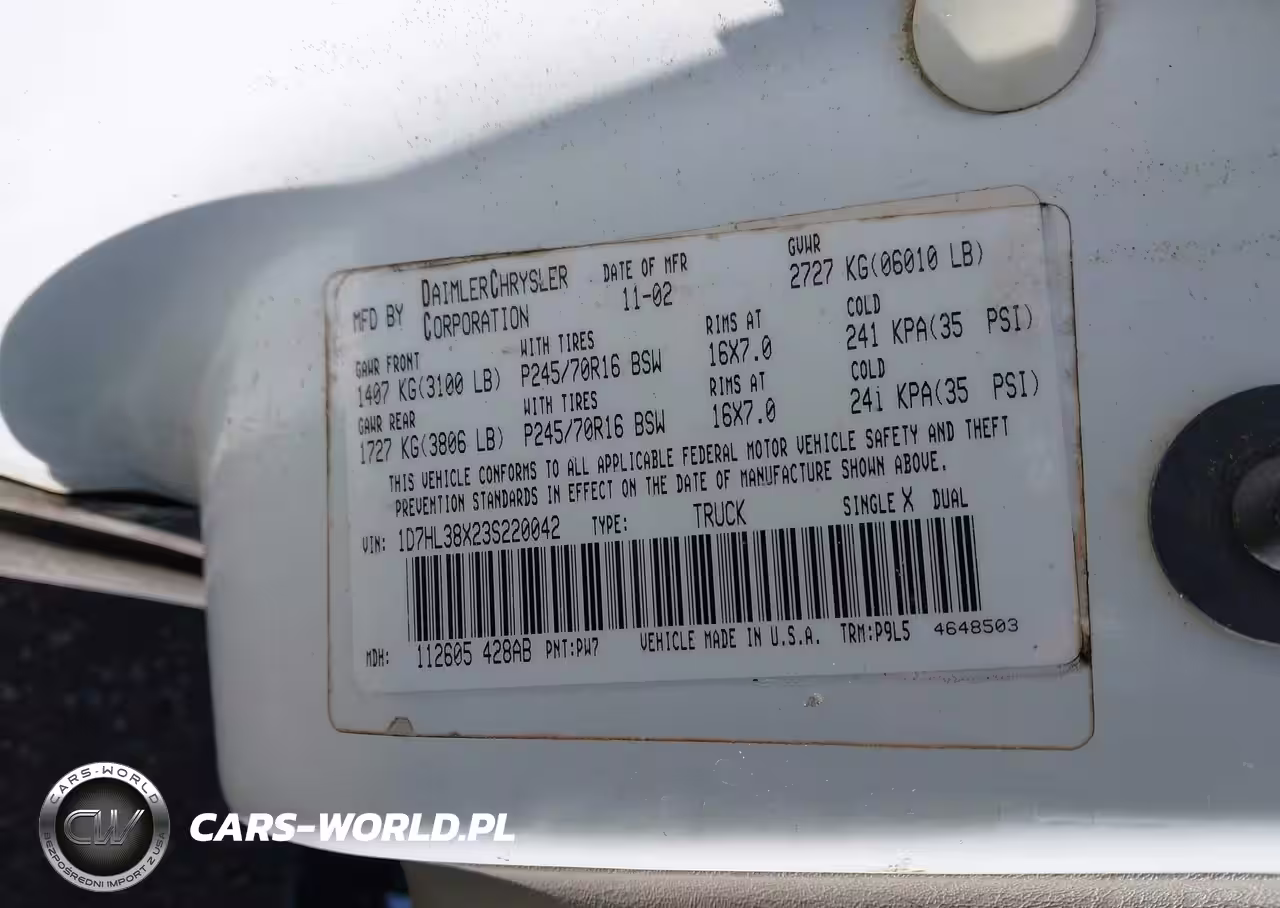 MFD BY DAIMLERCHRYSLER CORPORATION DATE OF MFR 11-02 GVWR 2727 KG(06010 LB)
GAWR FRONT WITH TIRES RIMS AT COLD
1407 KG(3100 LB) P245/70R16 BSW 16X7.0 241 KPA(35 PSI)
GAWR REAR WITH TIRES RIMS AT COLD
1727 KG(3806 LB) P245/70R16 BSW 16X7.0 24i KPA(35 PSI)
THIS VEHICLE CONFORMS TO ALL APPLICABLE FEDERAL MOTOR VEHICLE SAFETY AND THEFT
PREVENTION STANDARDS IN EFFECT ON THE DATE OF MANUFACTURE SHOWN ABOVE.
VIN: 1D7HL38X23S220042 TYPE: TRUCK SINGLE X DUAL
MDH: 112605 428AB PNT:PW7 VEHICLE MADE IN U.S.A. TRM:P9L5 4648503
CARS-WORLD
CW
BEZPOŚREDNI IMPORT Z USA
CARS-WORLD.PL